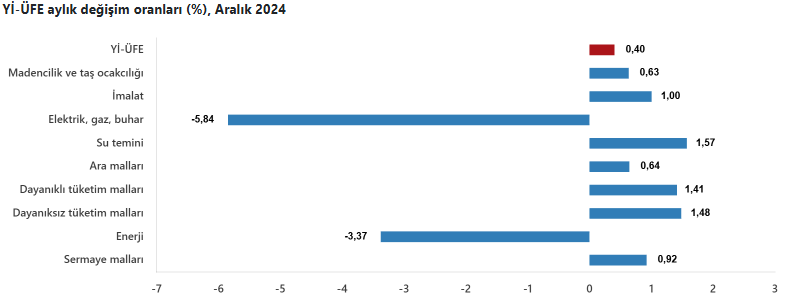 Yİ-ÜFE aylık değişim oranları (%), Aralık 2024
Yİ-ÜFE 0,40
Madencilik ve taş ocakcılığı 0,63
İmalat 1,00
Elektrik, gaz, buhar -5,84
Su temini 1,57
Ara malları 0,64
Dayanıklı tüketim malları 1,41
Dayanıksız tüketim malları 1,48
Enerji -3,37
Sermaye malları 0,92
-7 -6 -5 -4 -3 -2 -1 0 1 2 3